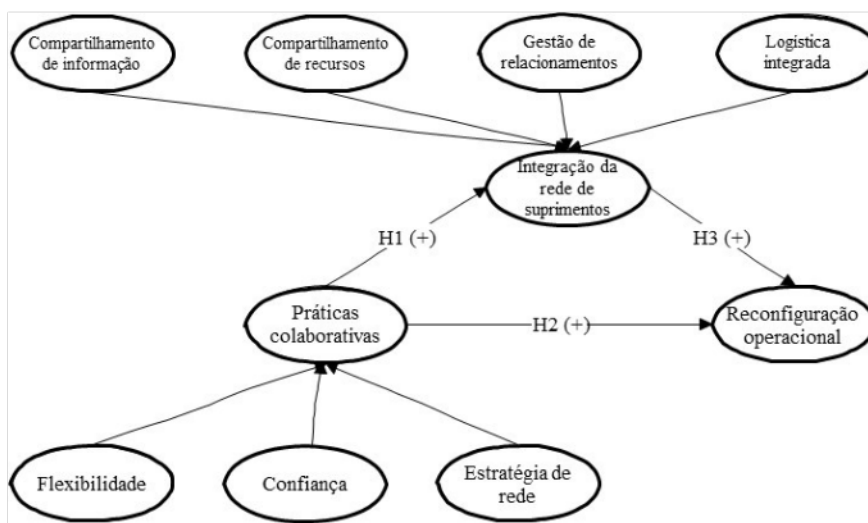 Compartilhamento
de informação
Compartilhamento
de recursos
Gestão de
relacionamentos
Logistica
integrada
Integração da
rede de
suprimentos
H1 (+)
H3 (+)
Práticas
colaborativas
H2 (+)
Reconfiguração
operacional
Flexibilidade
Confiança
Estratégia de
rede